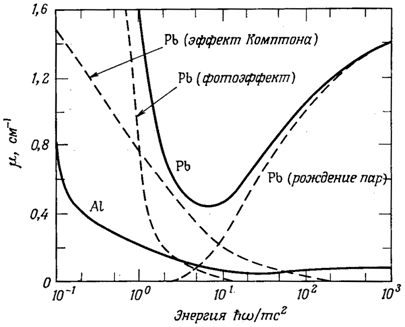 1,6
Pb (эффект Комптона)
Pb (фотоэффект)
1,2
μ, см⁻¹
0,8
Pb
Pb (рождение пар)
Al
0,4
0
10⁻¹ 10⁰ 10¹ 10² 10³
Энергия ħω/mc²